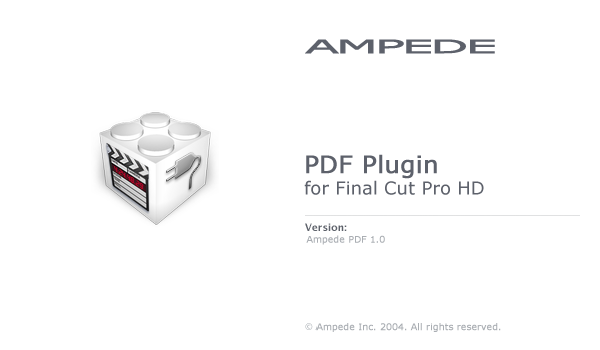 AMPEDE
PDF Plugin
for Final Cut Pro HD
Version:
Ampede PDF 1.0
© Ampede Inc. 2004. All rights reserved.